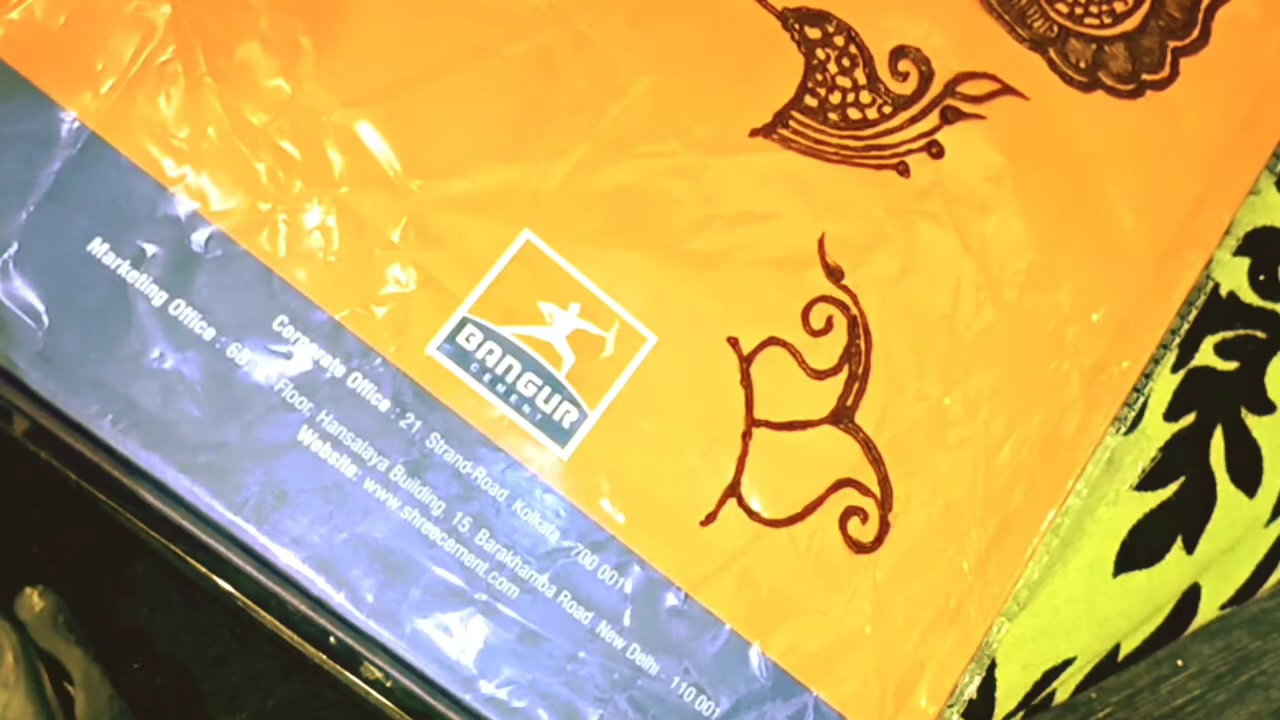 BANGUR
CEMENT
Corporate Office : 21, Strand Road, Kolkata - 700 001
Marketing Office : Floor, Hansalaya Building, 15, Barakhamba Road, New Delhi - 110 001
Website: www.shreecement.com